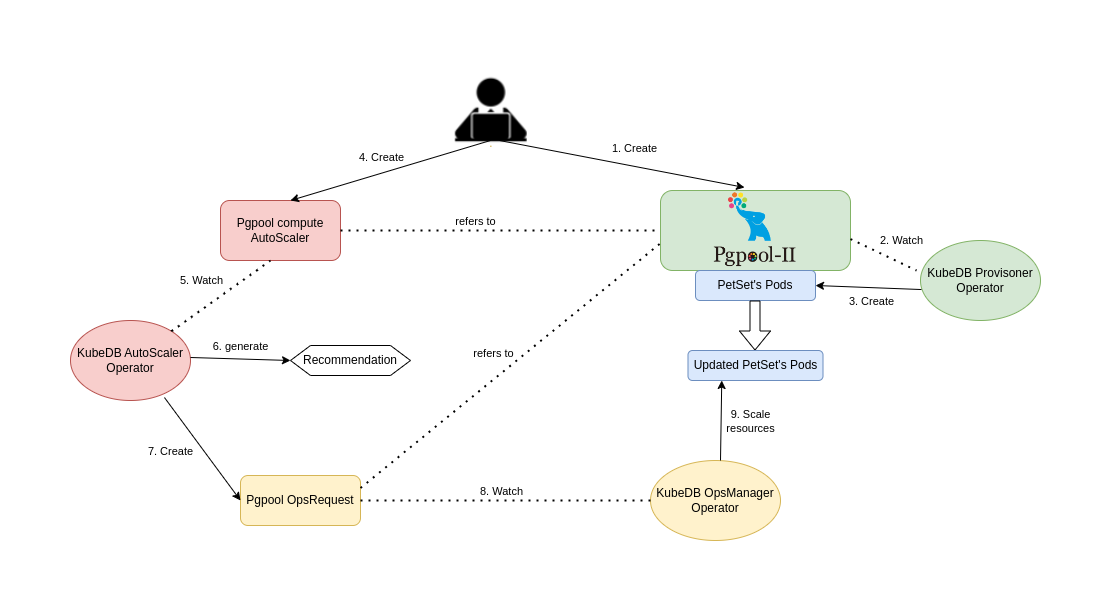 4. Create
1. Create
Pgpool compute
AutoScaler
refers to
Pgpool-II
2. Watch
KubeDB Provisoner
Operator
PetSet's Pods
3. Create
5. Watch
KubeDB AutoScaler
Operator
6. generate
Recommendation
refers to
Updated PetSet's Pods
9. Scale
resources
7. Create
Pgpool OpsRequest
8. Watch
KubeDB OpsManager
Operator